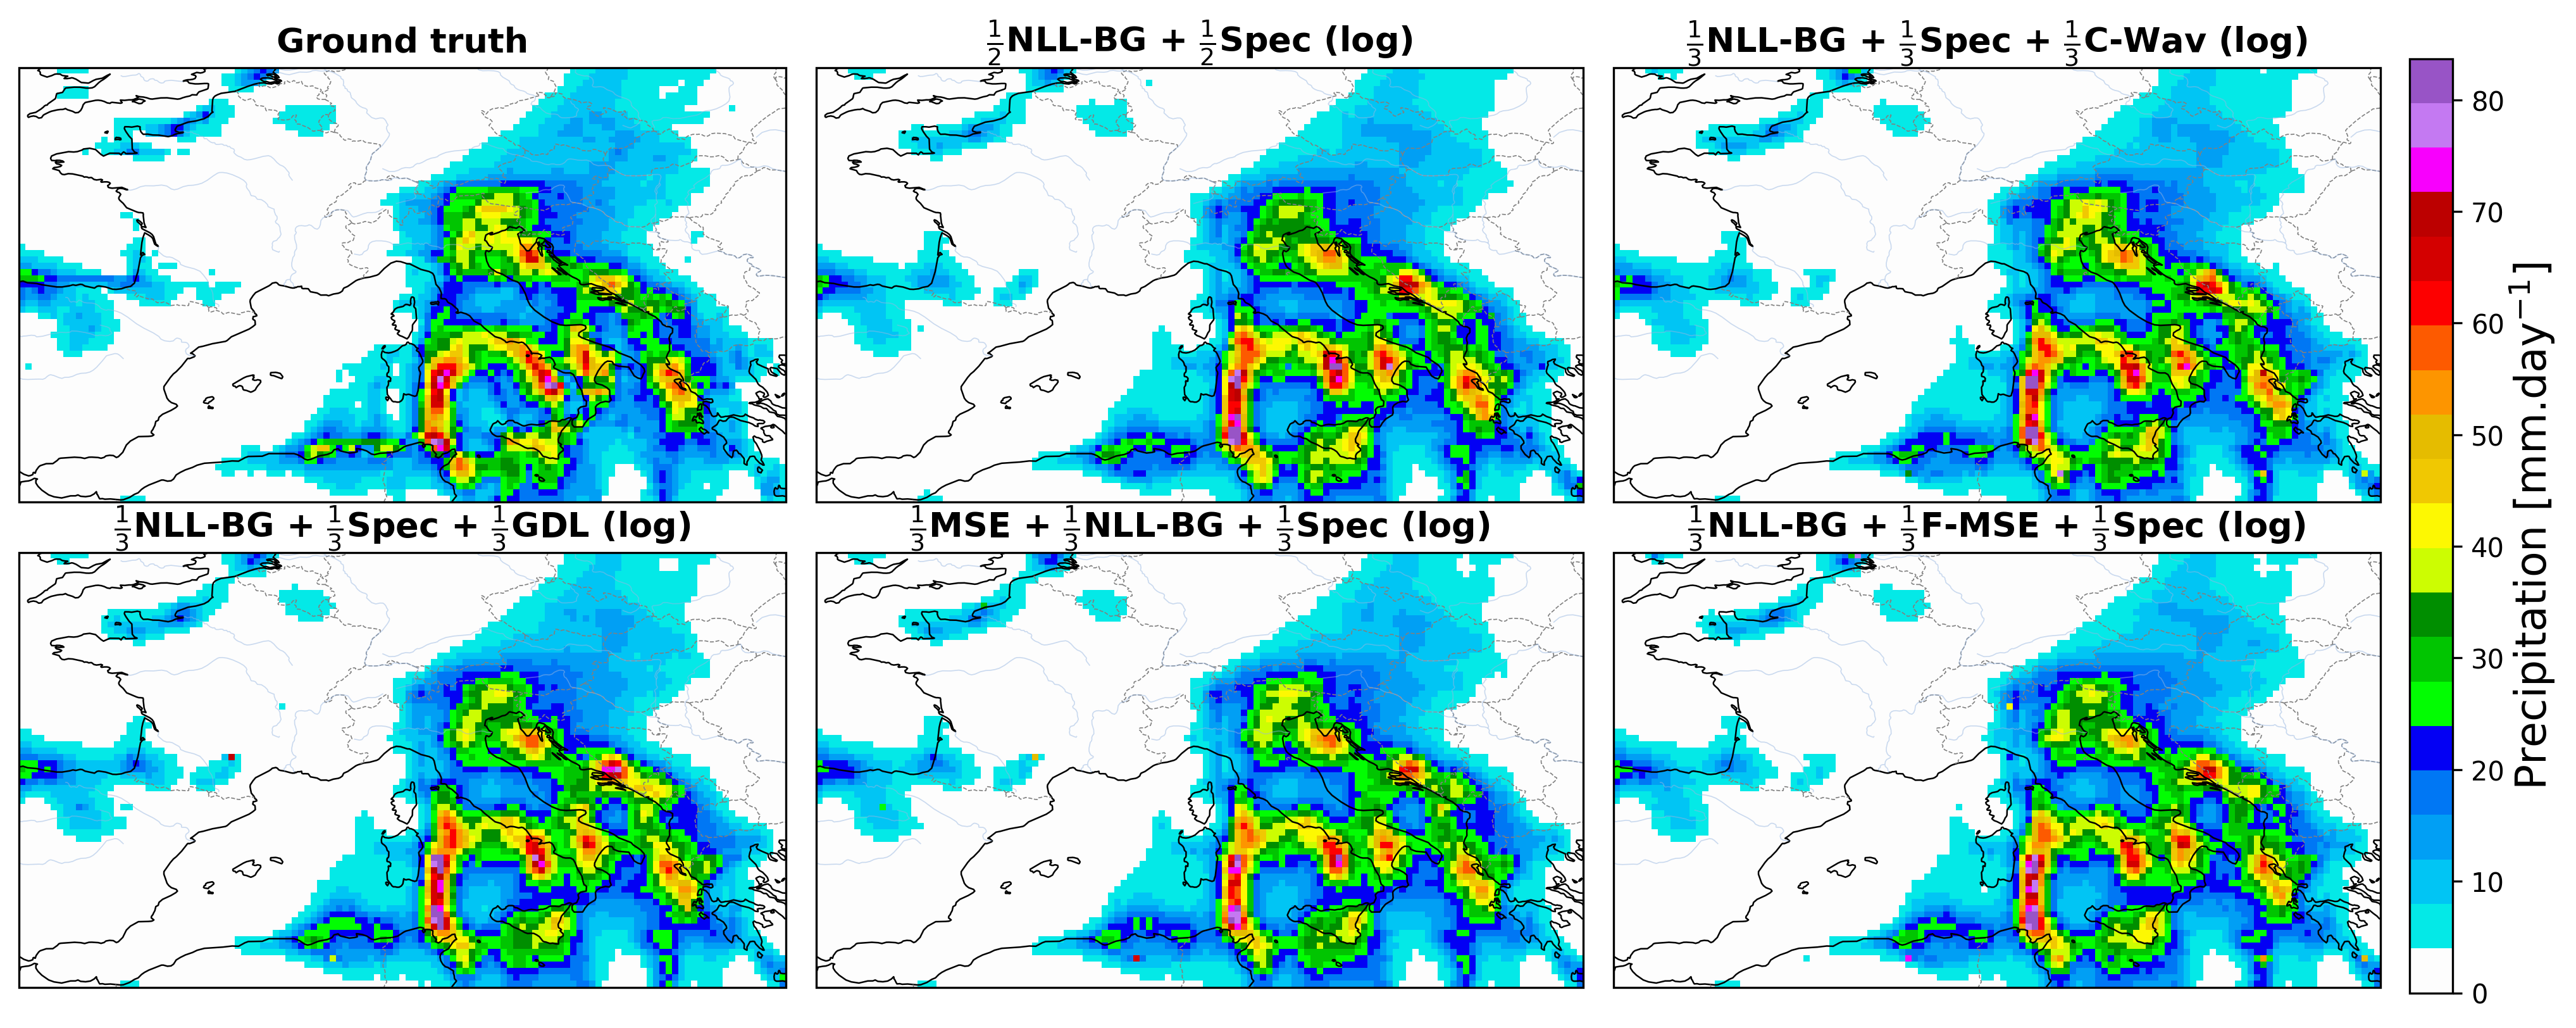 Ground truth
1/2NLL-BG + 1/2Spec (log)
1/3NLL-BG + 1/3Spec + 1/3C-Wav (log)
1/3NLL-BG + 1/3Spec + 1/3GDL (log)
1/3MSE + 1/3NLL-BG + 1/3Spec (log)
1/3NLL-BG + 1/3F-MSE + 1/3Spec (log)
80
70
60
50
40
30
20
10
0
Precipitation [mm.day⁻¹]